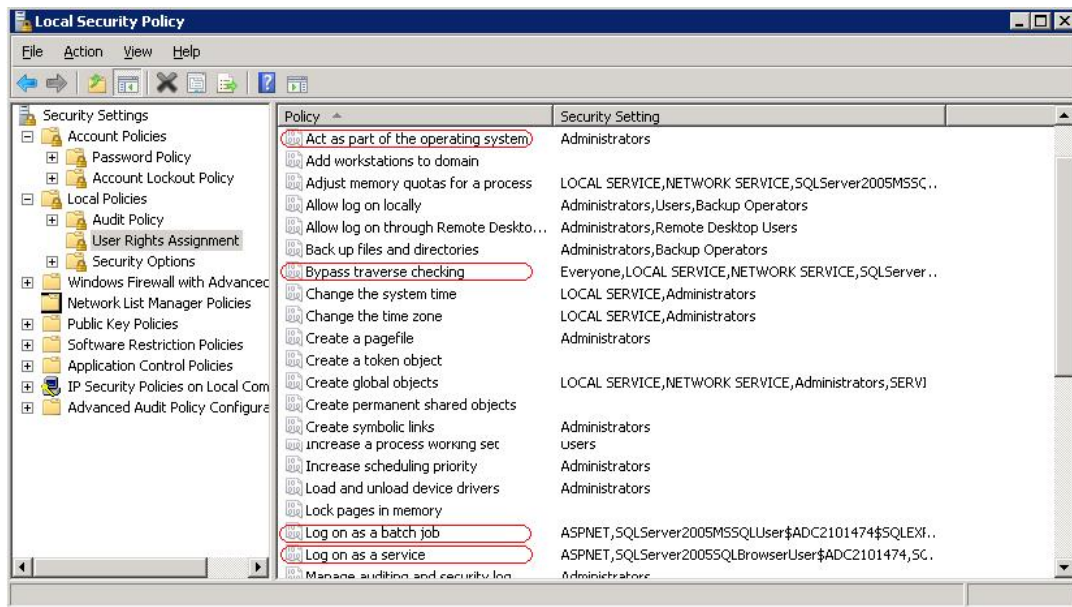 Local Security Policy
File Action View Help
Security Settings
Account Policies
Password Policy
Account Lockout Policy
Local Policies
Audit Policy
User Rights Assignment
Security Options
Windows Firewall with Advanced
Network List Manager Policies
Public Key Policies
Software Restriction Policies
Application Control Policies
IP Security Policies on Local Com
Advanced Audit Policy Configura
Policy Security Setting
Act as part of the operating system Administrators
Add workstations to domain
Adjust memory quotas for a process LOCAL SERVICE,NETWORK SERVICE,SQLServer2005MSSC..
Allow log on locally Administrators,Users,Backup Operators
Allow log on through Remote Deskto... Administrators,Remote Desktop Users
Back up files and directories Administrators,Backup Operators
Bypass traverse checking Everyone,LOCAL SERVICE,NETWORK SERVICE,SQLServer..
Change the system time LOCAL SERVICE,Administrators
Change the time zone LOCAL SERVICE,Administrators
Create a pagefile Administrators
Create a token object
Create global objects LOCAL SERVICE,NETWORK SERVICE,Administrators,SERVI
Create permanent shared objects
Create symbolic links Administrators
Increase a process working set Users
Increase scheduling priority Administrators
Load and unload device drivers Administrators
Lock pages in memory
Log on as a batch job ASPNET,SQLServer2005MSSQLUser$ADC2101474$SQLEXF..
Log on as a service ASPNET,SQLServer2005SQLBrowserUser$ADC2101474,SC..
Manage auditing and security log Administrators